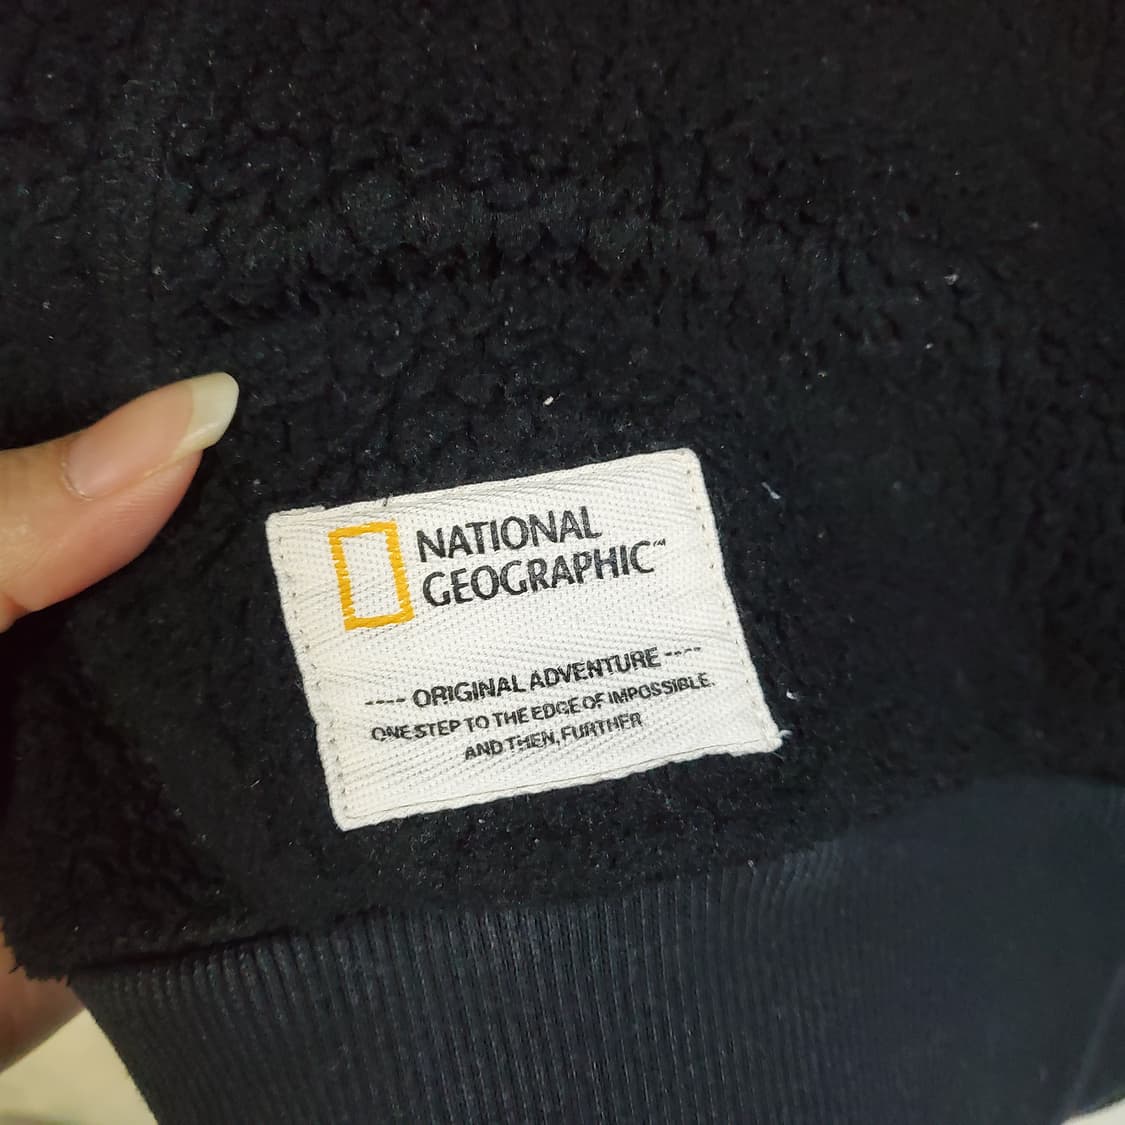 NATIONAL
GEOGRAPHIC™
---- ORIGINAL ADVENTURE ----
ONE STEP TO THE EDGE OF IMPOSSIBLE.
AND THEN, FURTHER